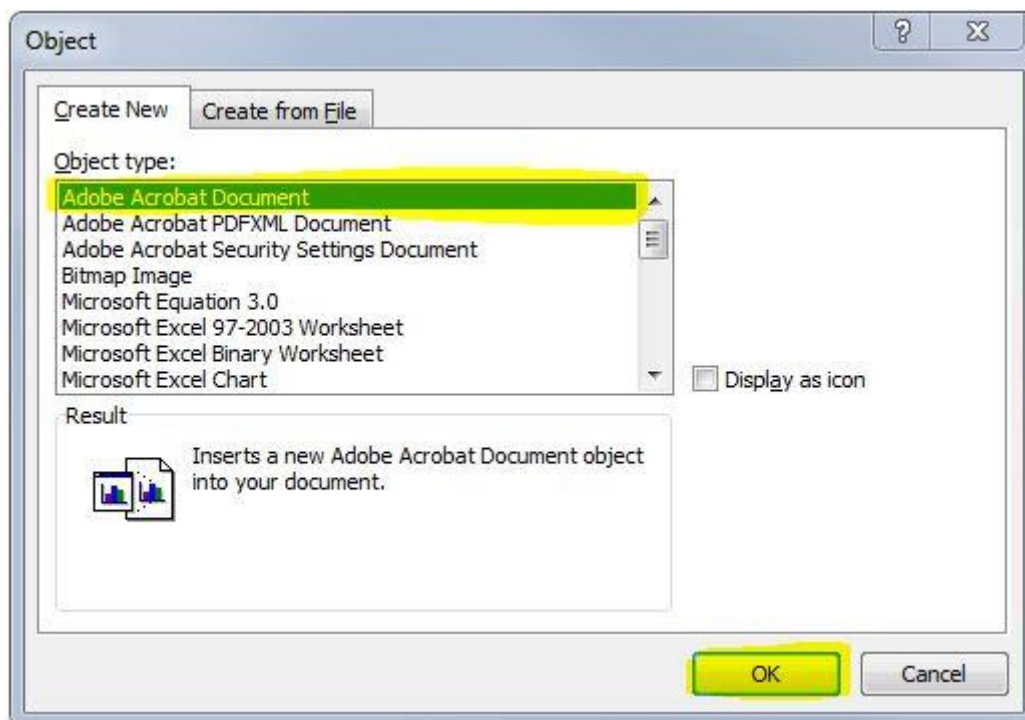 Object
Create New
Create from File
Object type:
Adobe Acrobat Document
Adobe Acrobat PDFXML Document
Adobe Acrobat Security Settings Document
Bitmap Image
Microsoft Equation 3.0
Microsoft Excel 97-2003 Worksheet
Microsoft Excel Binary Worksheet
Microsoft Excel Chart
Display as icon
Result
Inserts a new Adobe Acrobat Document object
into your document.
OK
Cancel